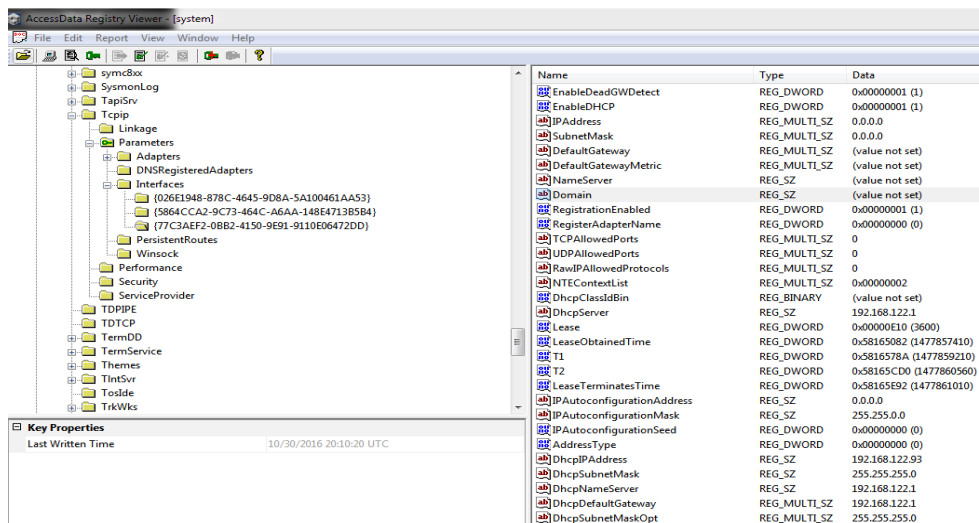 AccessData Registry Viewer - [system]
File Edit Report View Window Help
symc8xx
SysmonLog
TapiSrv
Tcpip
Linkage
Parameters
Adapters
DNSRegisteredAdapters
Interfaces
{026E1948-878C-4645-9D8A-5A100461AA53}
{5864CCA2-9C73-464C-A6AA-148E4713B5B4}
{77C3AEF2-0BB2-4150-9E91-9110E06472DD}
PersistentRoutes
Winsock
Performance
Security
ServiceProvider
TDPIPE
TDTCP
TermDD
TermService
Themes
TlntSvr
TosIde
TrkWks
Key Properties
Last Written Time 10/30/2016 20:10:20 UTC
Name Type Data
EnableDeadGWDetect REG_DWORD 0x00000001 (1)
EnableDHCP REG_DWORD 0x00000001 (1)
IPAddress REG_MULTI_SZ 0.0.0.0
SubnetMask REG_MULTI_SZ 0.0.0.0
DefaultGateway REG_MULTI_SZ (value not set)
DefaultGatewayMetric REG_MULTI_SZ (value not set)
NameServer REG_SZ (value not set)
Domain REG_SZ (value not set)
RegistrationEnabled REG_DWORD 0x00000001 (1)
RegisterAdapterName REG_DWORD 0x00000000 (0)
TCPAllowedPorts REG_MULTI_SZ 0
UDPAllowedPorts REG_MULTI_SZ 0
RawIPAllowedProtocols REG_MULTI_SZ 0
NTEContextList REG_MULTI_SZ 0x00000002
DhcpClassIdBin REG_BINARY (value not set)
DhcpServer REG_SZ 192.168.122.1
Lease REG_DWORD 0x00000E10 (3600)
LeaseObtainedTime REG_DWORD 0x58165082 (1477857410)
T1 REG_DWORD 0x5816578A (1477859210)
T2 REG_DWORD 0x58165CD0 (1477860560)
LeaseTerminatesTime REG_DWORD 0x58165E92 (1477861010)
IPAutoconfigurationAddress REG_SZ 0.0.0.0
IPAutoconfigurationMask REG_SZ 255.255.0.0
IPAutoconfigurationSeed REG_DWORD 0x00000000 (0)
AddressType REG_DWORD 0x00000000 (0)
DhcpIPAddress REG_SZ 192.168.122.93
DhcpSubnetMask REG_SZ 255.255.255.0
DhcpNameServer REG_SZ 192.168.122.1
DhcpDefaultGateway REG_MULTI_SZ 192.168.122.1
DhcpSubnetMaskOpt REG_MULTI_SZ 255.255.255.0